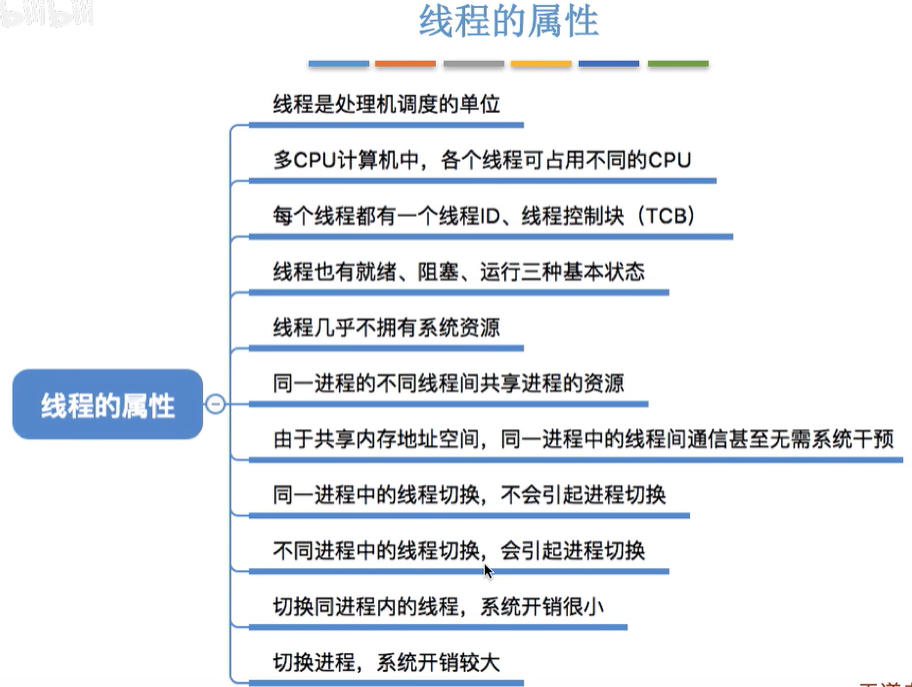 bilibili
线程的属性
线程是处理机调度的单位
多CPU计算机中，各个线程可占用不同的CPU
每个线程都有一个线程ID、线程控制块（TCB）
线程也有就绪、阻塞、运行三种基本状态
线程几乎不拥有系统资源
线程的属性
同一进程的不同线程间共享进程的资源
由于共享内存地址空间，同一进程中的线程间通信甚至无需系统干预
同一进程中的线程切换，不会引起进程切换
不同进程中的线程切换，会引起进程切换
切换同进程内的线程，系统开销很小
切换进程，系统开销较大